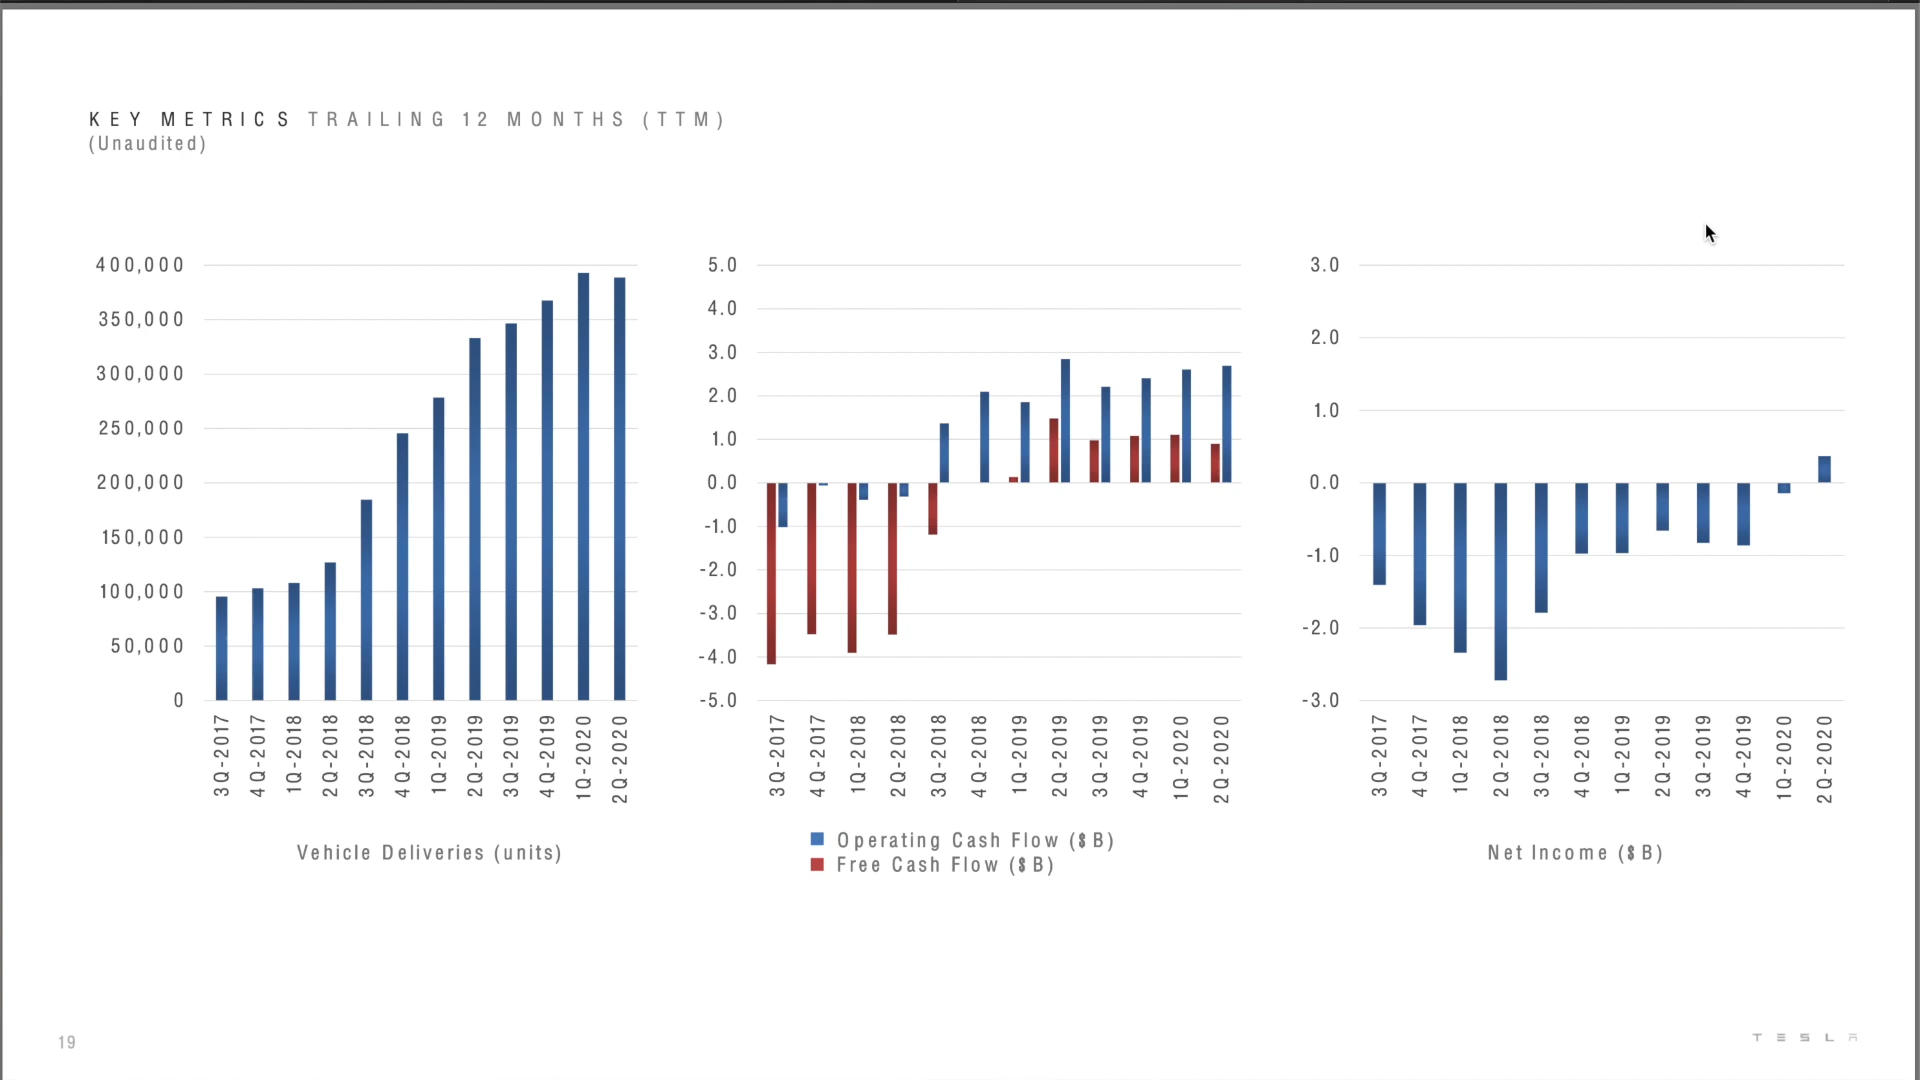 KEY METRICS TRAILING 12 MONTHS (TTM)
(Unaudited)
400,000
350,000
300,000
250,000
200,000
150,000
100,000
50,000
0
3Q-2017
4Q-2017
1Q-2018
2Q-2018
3Q-2018
4Q-2018
1Q-2019
2Q-2019
3Q-2019
4Q-2019
1Q-2020
2Q-2020
Vehicle Deliveries (units)
5.0
4.0
3.0
2.0
1.0
0.0
-1.0
-2.0
-3.0
-4.0
-5.0
3Q-2017
4Q-2017
1Q-2018
2Q-2018
3Q-2018
4Q-2018
1Q-2019
2Q-2019
3Q-2019
4Q-2019
1Q-2020
2Q-2020
Operating Cash Flow ($B)
Free Cash Flow ($B)
3.0
2.0
1.0
0.0
-1.0
-2.0
-3.0
3Q-2017
4Q-2017
1Q-2018
2Q-2018
3Q-2018
4Q-2018
1Q-2019
2Q-2019
3Q-2019
4Q-2019
1Q-2020
2Q-2020
Net Income ($B)
19
TESLA